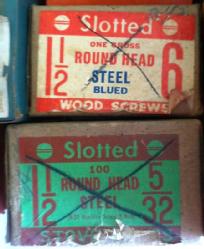 Slotted
ONE GROSS
1 1/2 ROUND HEAD 6
STEEL
BLUED
WOOD SCREWS
Slotted
100
1 1/2 ROUND HEAD 5/32
STEEL
STOVE